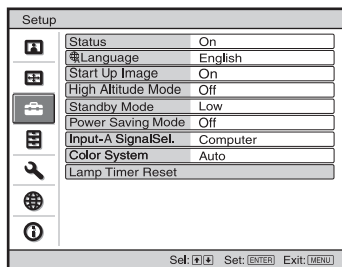 Setup
Status On
Language English
Start Up Image On
High Altitude Mode Off
Standby Mode Low
Power Saving Mode Off
Input-A SignalSel. Computer
Color System Auto
Lamp Timer Reset
Sel: Set: ENTER Exit: MENU